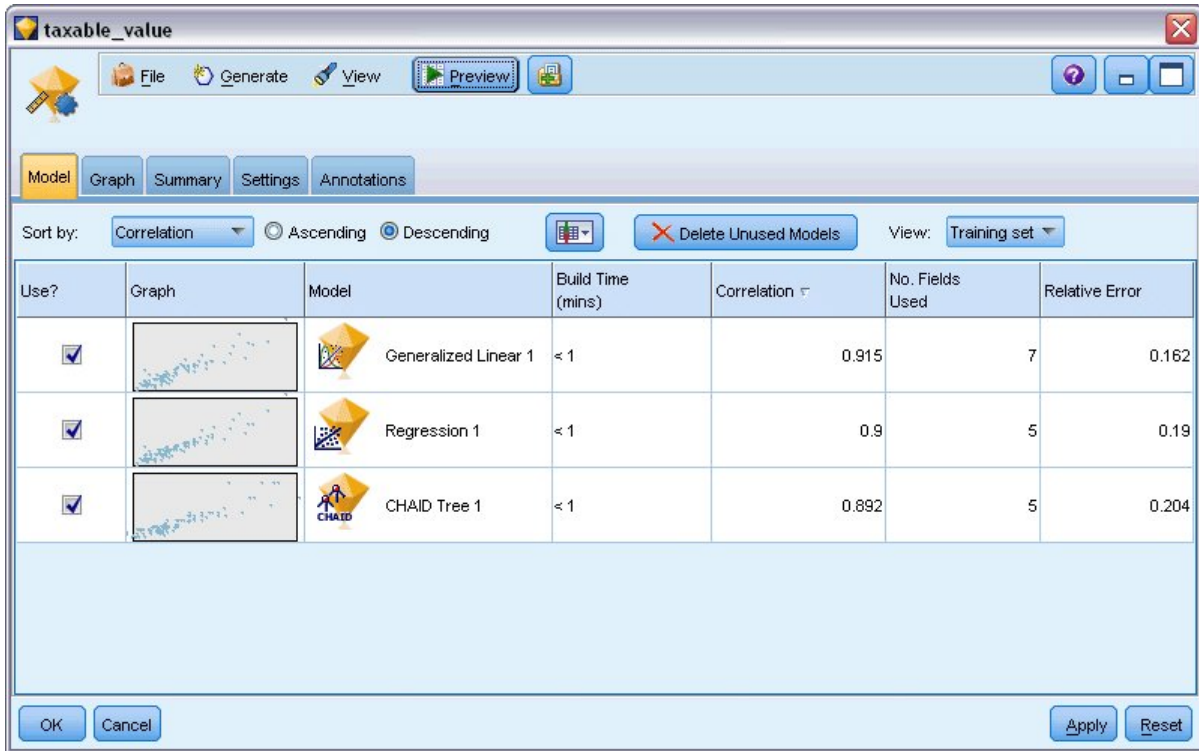 taxable_value
File Generate View Preview
Model Graph Summary Settings Annotations
Sort by: Correlation Ascending Descending Delete Unused Models View: Training set
Use? Graph Model Build Time (mins) Correlation No. Fields Used Relative Error
Generalized Linear 1 < 1 0.915 7 0.162
Regression 1 < 1 0.9 5 0.19
CHAID CHAID Tree 1 < 1 0.892 5 0.204
OK Cancel Apply Reset